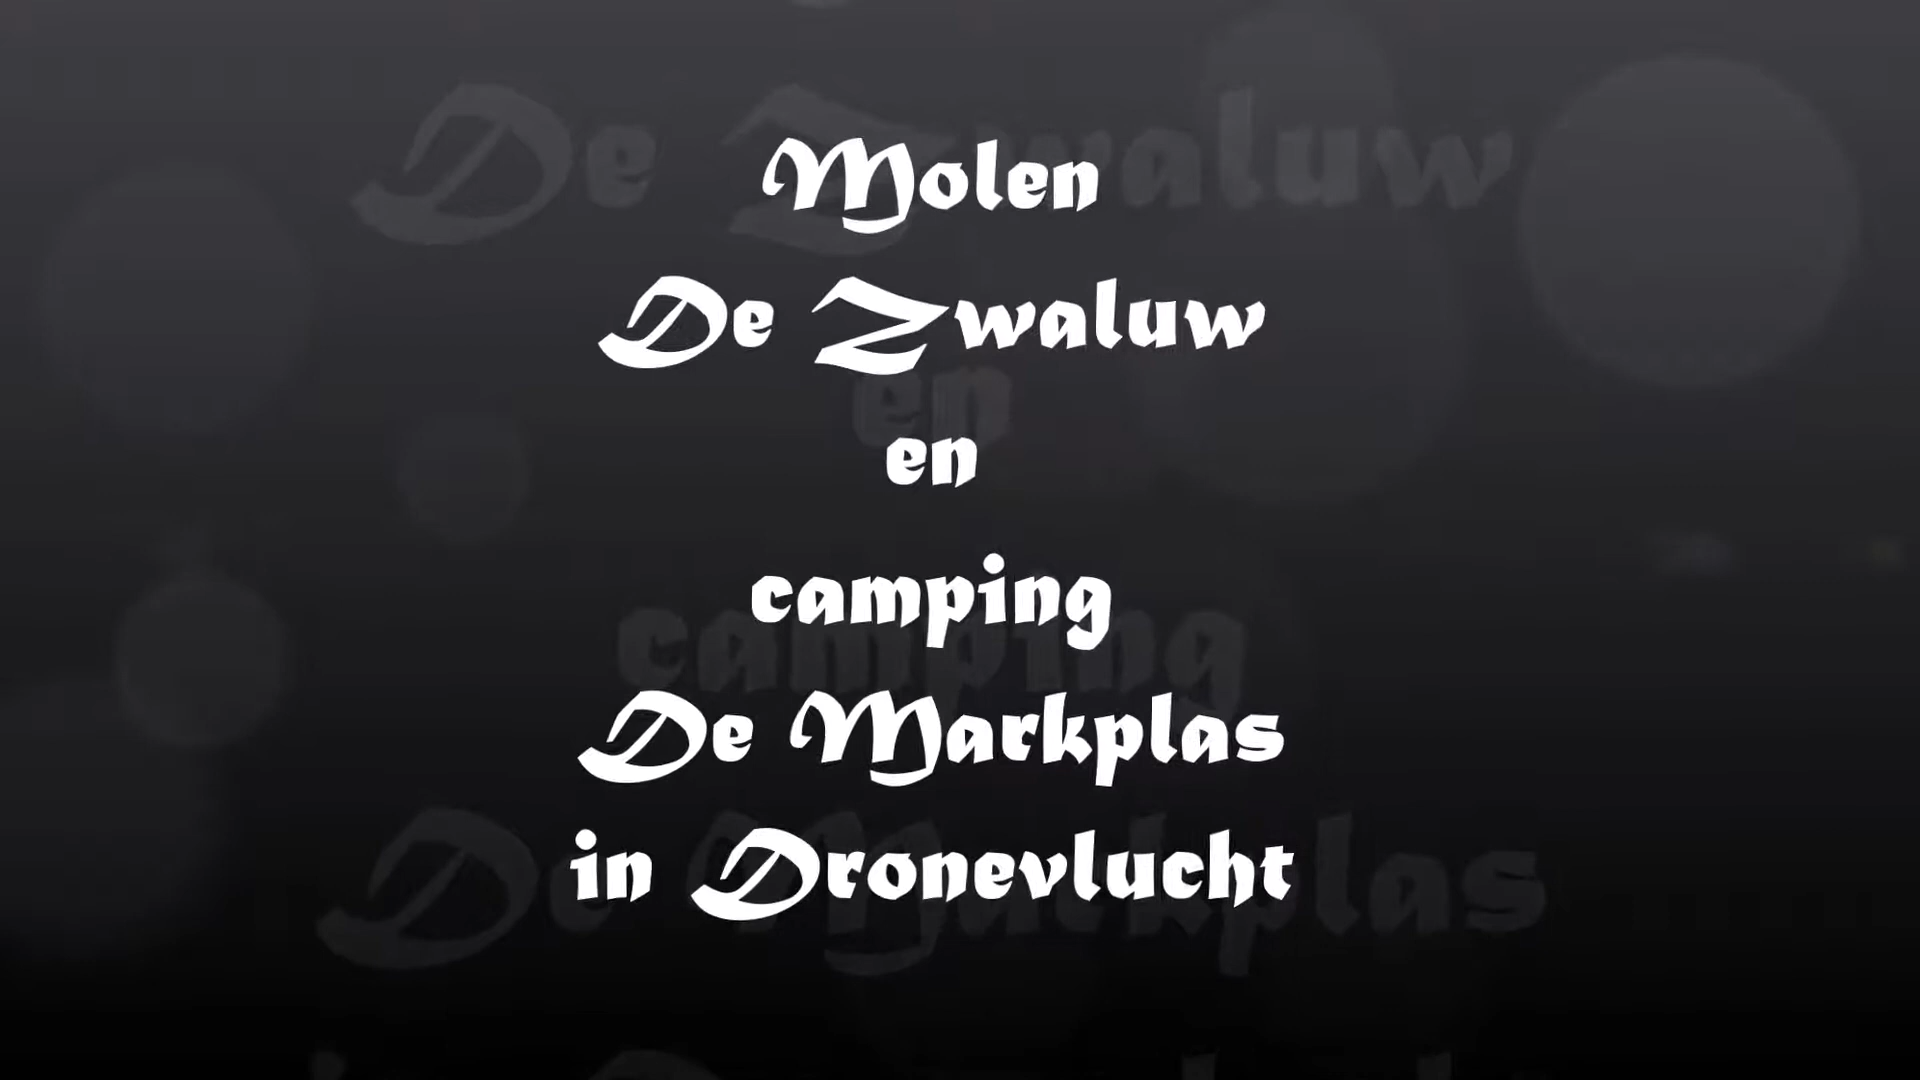 Molen
De Zwaluw
en
camping
De Markplas
in Dronevlucht